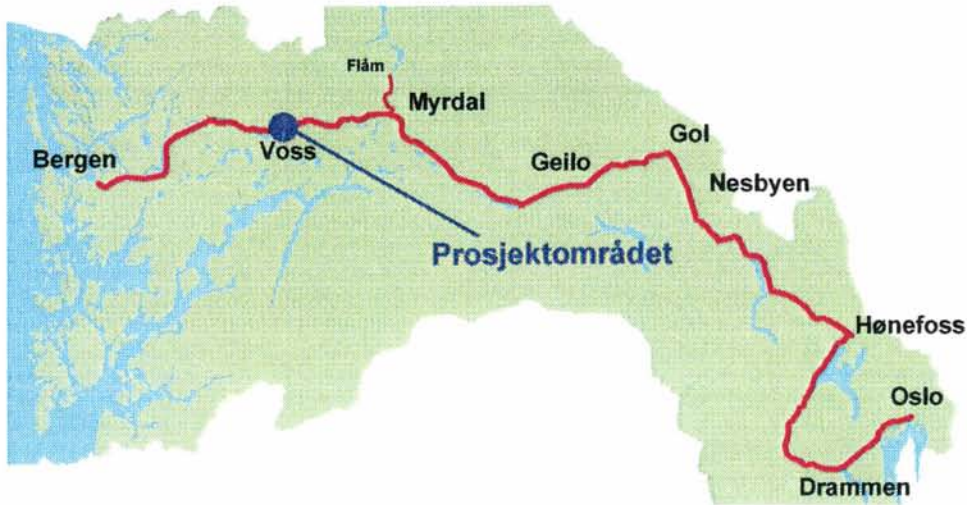 Flåm
Myrdal
Bergen
Voss
Geilo
Gol
Nesbyen
Prosjektområdet
Hønefoss
Oslo
Drammen